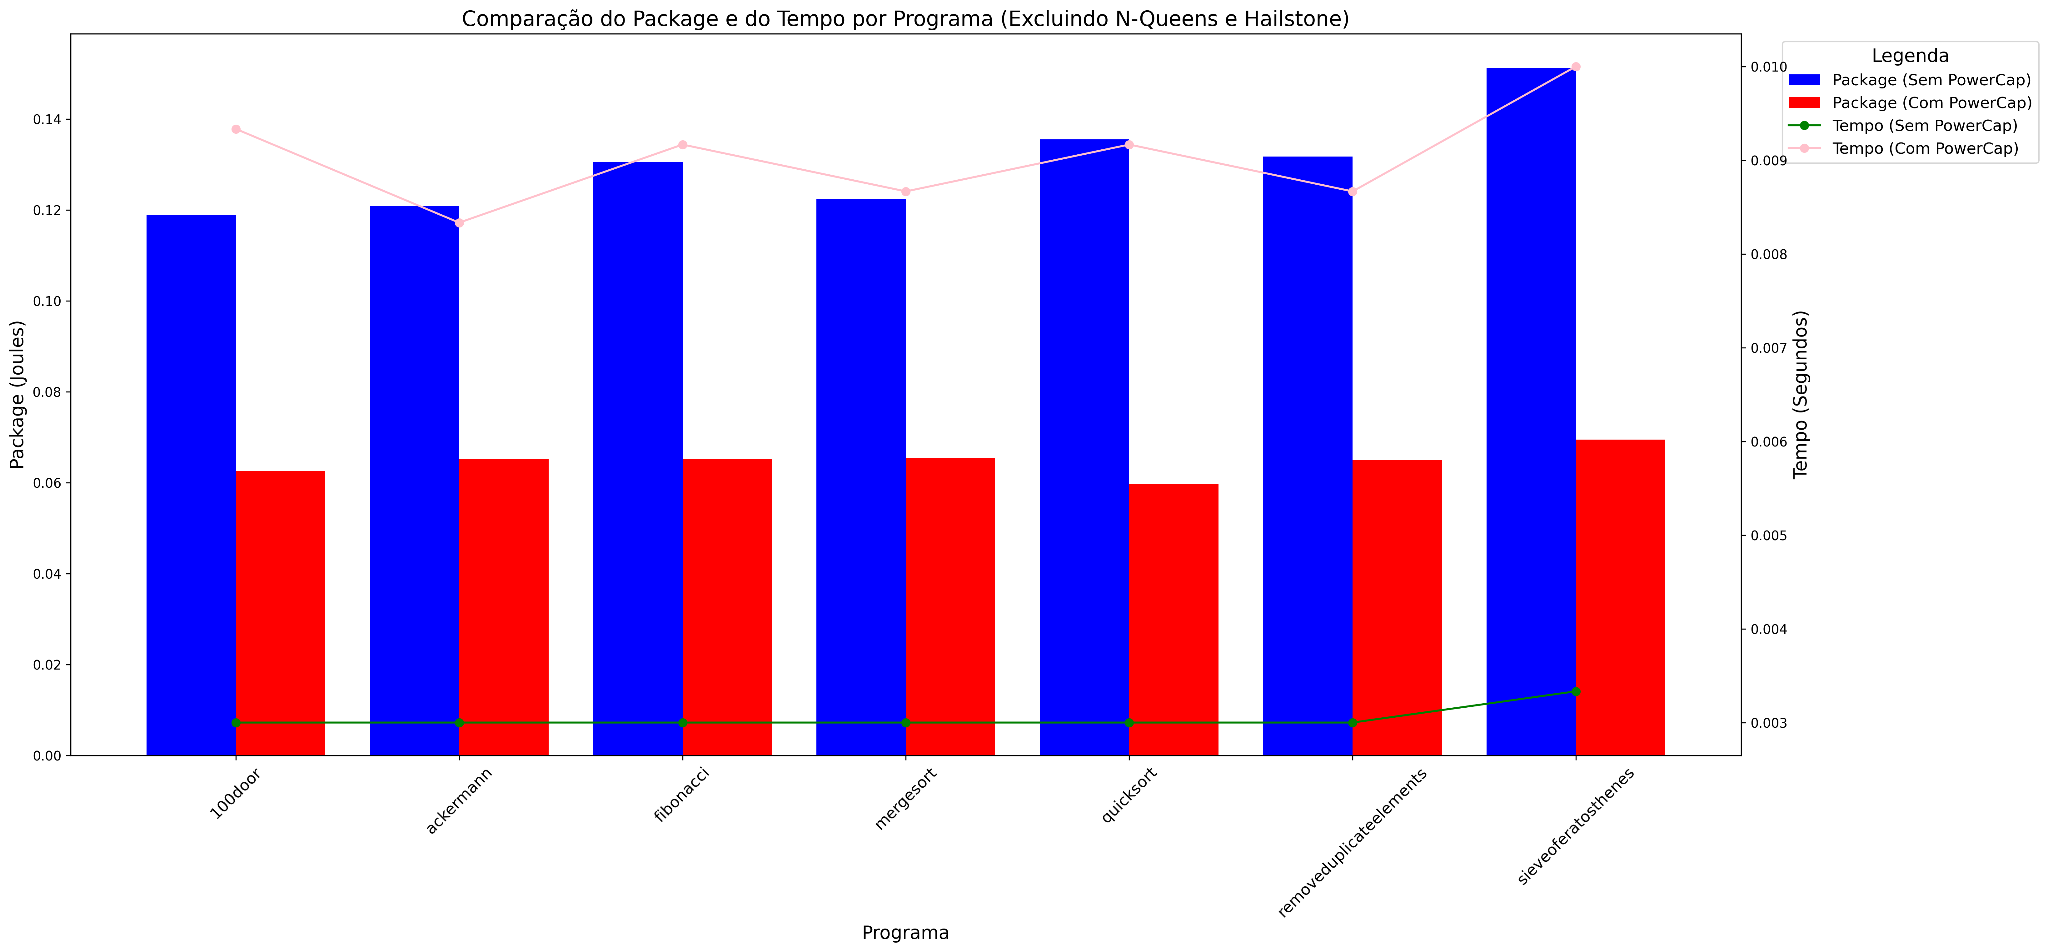 Comparação do Package e do Tempo por Programa (Excluindo N-Queens e Hailstone)
Legenda
Package (Sem PowerCap)
Package (Com PowerCap)
Tempo (Sem PowerCap)
Tempo (Com PowerCap)
Package (Joules)
0.14
0.12
0.10
0.08
0.06
0.04
0.02
0.00
0.010
0.009
0.008
0.007
0.006
0.005
0.004
0.003
Tempo (Segundos)
100door
ackermann
fibonacci
mergesort
quicksort
removeduplicateelements
sieveoferatosthenes
Programa